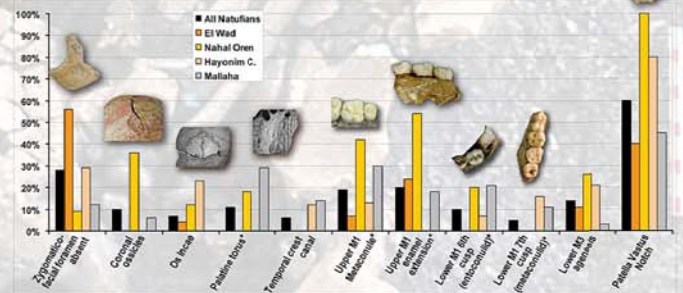 100%
90%
80%
70%
60%
50%
40%
30%
20%
10%
0%
All Natufians
El Wad
Nahal Oren
Hayonim C.
Mallaha
Zygomatico-
facial foramen
absent
Coronal
ossicles
Os Incae
Palatine torus*
Temporal crest
canal
Upper M1
Metaconule*
Upper M1
enamel
extension*
Lower M1 6th
cusp
(entoconulid)*
Lower M1 7th
cusp
(metaconulid)*
Lower M3
agenesis
Patella Vastus
Notch